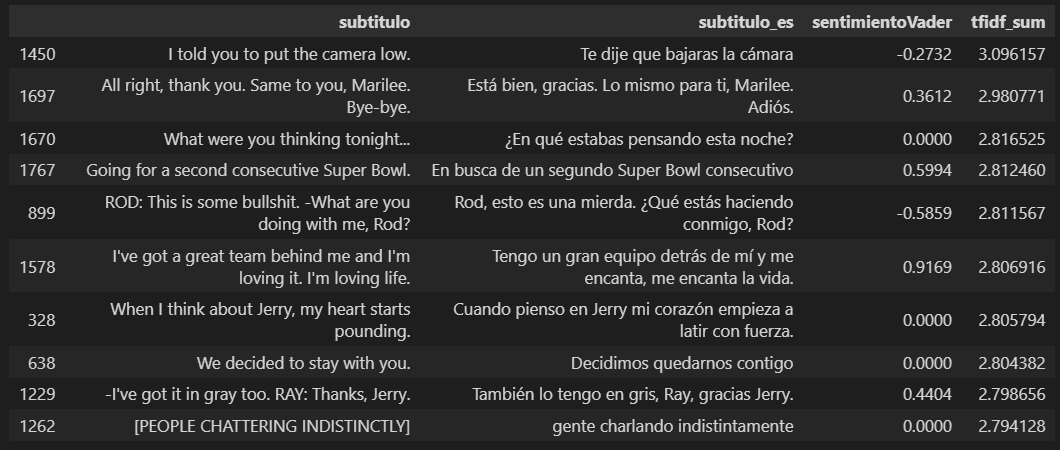 subtitulo subtitulo_es sentimientoVader tfidf_sum
1450 I told you to put the camera low. Te dije que bajaras la cámara -0.2732 3.096157
All right, thank you. Same to you, Marilee. Está bien, gracias. Lo mismo para ti, Marilee.
1697 0.3612 2.980771
Bye-bye. Adiós.
1670 What were you thinking tonight... ¿En qué estabas pensando esta noche? 0.0000 2.816525
1767 Going for a second consecutive Super Bowl. En busca de un segundo Super Bowl consecutivo 0.5994 2.812460
ROD: This is some bullshit. -What are you Rod, esto es una mierda. ¿Qué estás haciendo
899 -0.5859 2.811567
doing with me, Rod? conmigo, Rod?
I've got a great team behind me and I'm Tengo un gran equipo detrás de mí y me
1578 0.9169 2.806916
loving it. I'm loving life. encanta, me encanta la vida.
When I think about Jerry, my heart starts Cuando pienso en Jerry mi corazón empieza a
328 0.0000 2.805794
pounding. latir con fuerza.
638 We decided to stay with you. Decidimos quedarnos contigo 0.0000 2.804382
1229 -I've got it in gray too. RAY: Thanks, Jerry. También lo tengo en gris, Ray, gracias Jerry. 0.4404 2.798656
1262 [PEOPLE CHATTERING INDISTINCTLY] gente charlando indistintamente 0.0000 2.794128